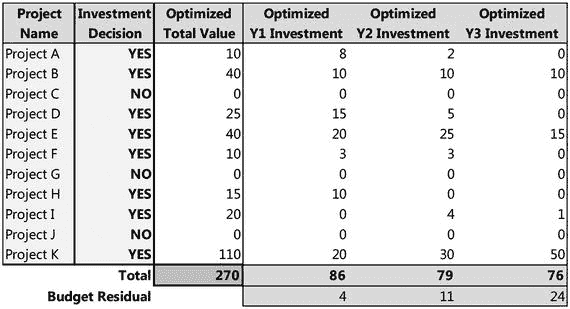 Project Investment Optimized Optimized Optimized Optimized
Name Decision Total Value Y1 Investment Y2 Investment Y3 Investment
Project A YES 10 8 2 0
Project B YES 40 10 10 10
Project C NO 0 0 0 0
Project D YES 25 15 5 0
Project E YES 40 20 25 15
Project F YES 10 3 3 0
Project G NO 0 0 0 0
Project H YES 15 10 0 0
Project I YES 20 0 4 1
Project J NO 0 0 0 0
Project K YES 110 20 30 50
Total 270 86 79 76
Budget Residual 4 11 24